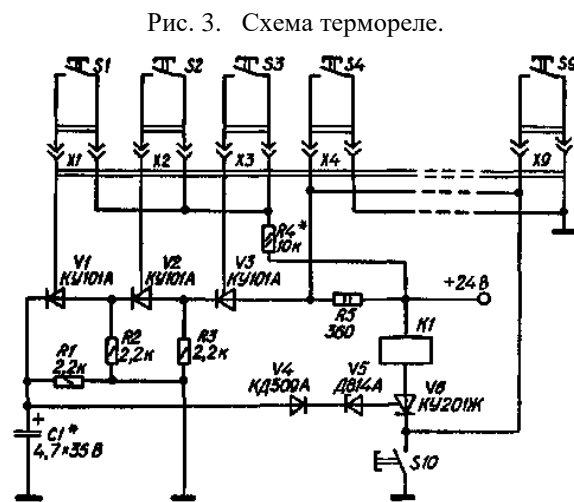 Рис. 3. Схема термореле.
S1 S2 S3 S4 S9
X1 X2 X3 X4 X9
R4*
10к
V1
КУ101А
V2
КУ101А
V3
КУ101А
+24В
R5
360
K1
R1
2,2к
R2
2,2к
R3
2,2к
V4
КД509А
V5
Д814А
V6
КУ201Ж
+
C1*
4,7×35В
S10